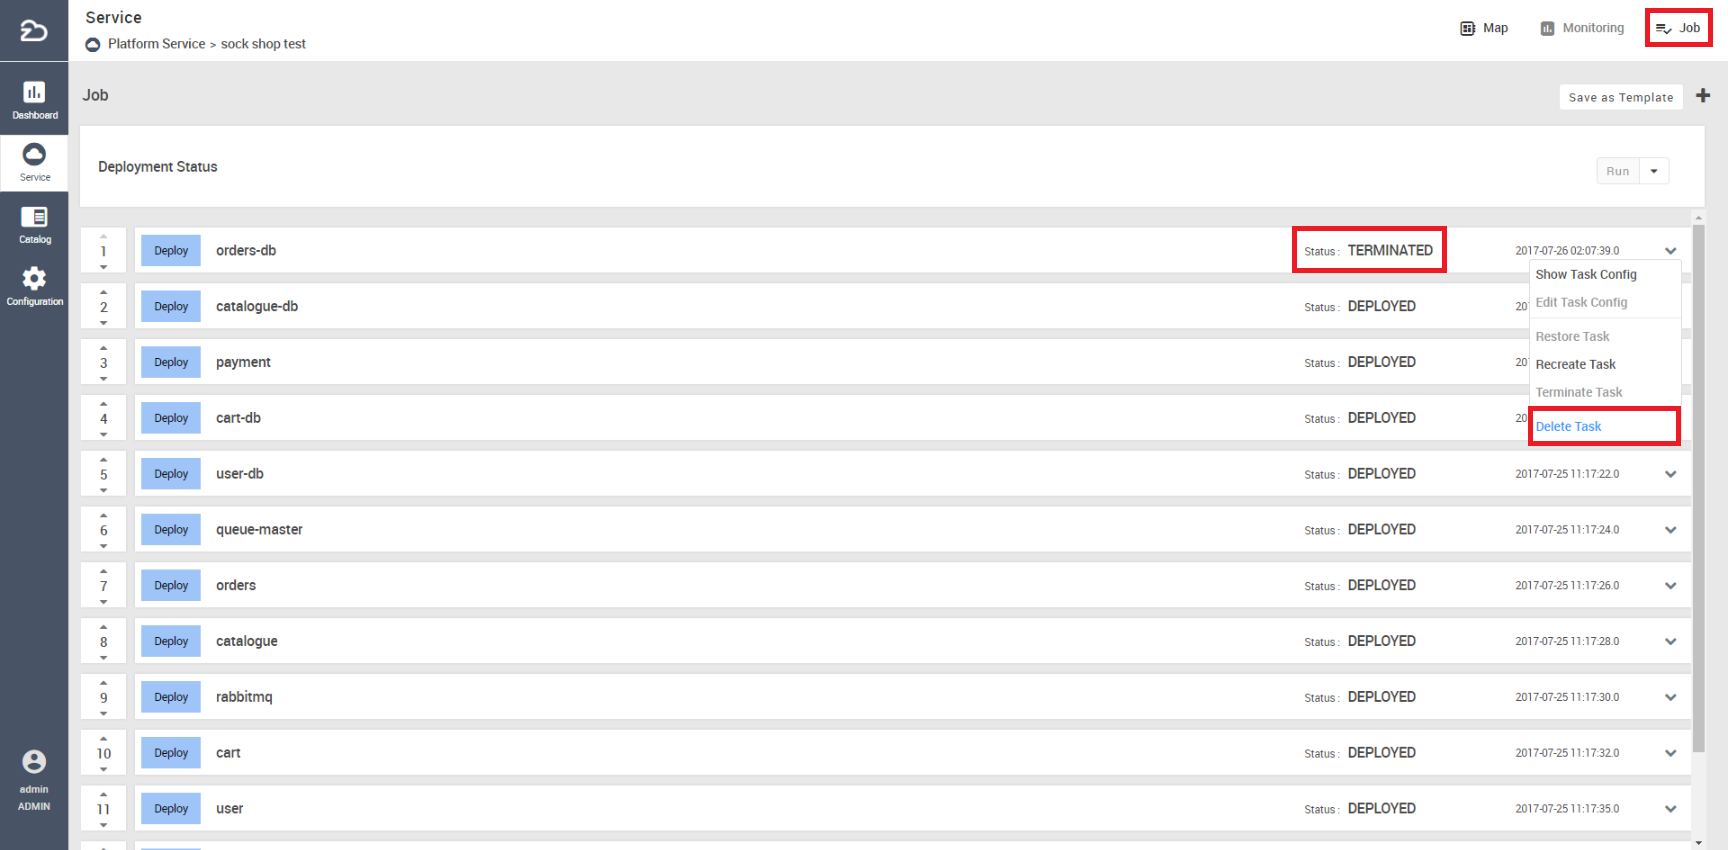 Service
Platform Service > sock shop test
Map
Monitoring
Job
Dashboard
Service
Catalog
Configuration
admin
ADMIN
Job
Save as Template
Deployment Status
Run
1 Deploy orders-db Status : TERMINATED 2017-07-26 02:07:39.0
Show Task Config
Edit Task Config
Restore Task
Recreate Task
Terminate Task
Delete Task
2 Deploy catalogue-db Status : DEPLOYED 20
3 Deploy payment Status : DEPLOYED 20
4 Deploy cart-db Status : DEPLOYED 20
5 Deploy user-db Status : DEPLOYED 2017-07-25 11:17:22.0
6 Deploy queue-master Status : DEPLOYED 2017-07-25 11:17:24.0
7 Deploy orders Status : DEPLOYED 2017-07-25 11:17:26.0
8 Deploy catalogue Status : DEPLOYED 2017-07-25 11:17:28.0
9 Deploy rabbitmq Status : DEPLOYED 2017-07-25 11:17:30.0
10 Deploy cart Status : DEPLOYED 2017-07-25 11:17:32.0
11 Deploy user Status : DEPLOYED 2017-07-25 11:17:35.0